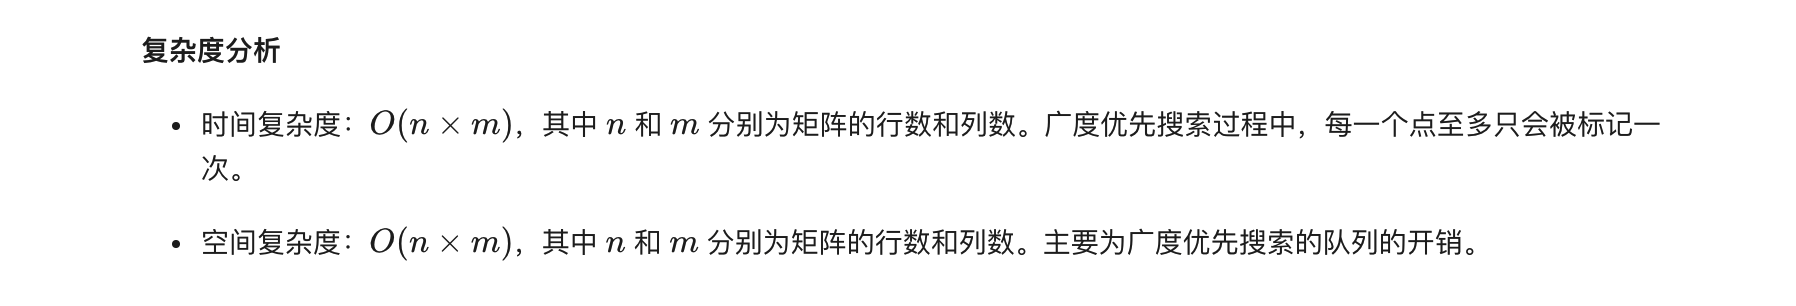 复杂度分析
• 时间复杂度：O(n × m)，其中 n 和 m 分别为矩阵的行数和列数。广度优先搜索过程中，每一个点至多只会被标记一
次。
• 空间复杂度：O(n × m)，其中 n 和 m 分别为矩阵的行数和列数。主要为广度优先搜索的队列的开销。